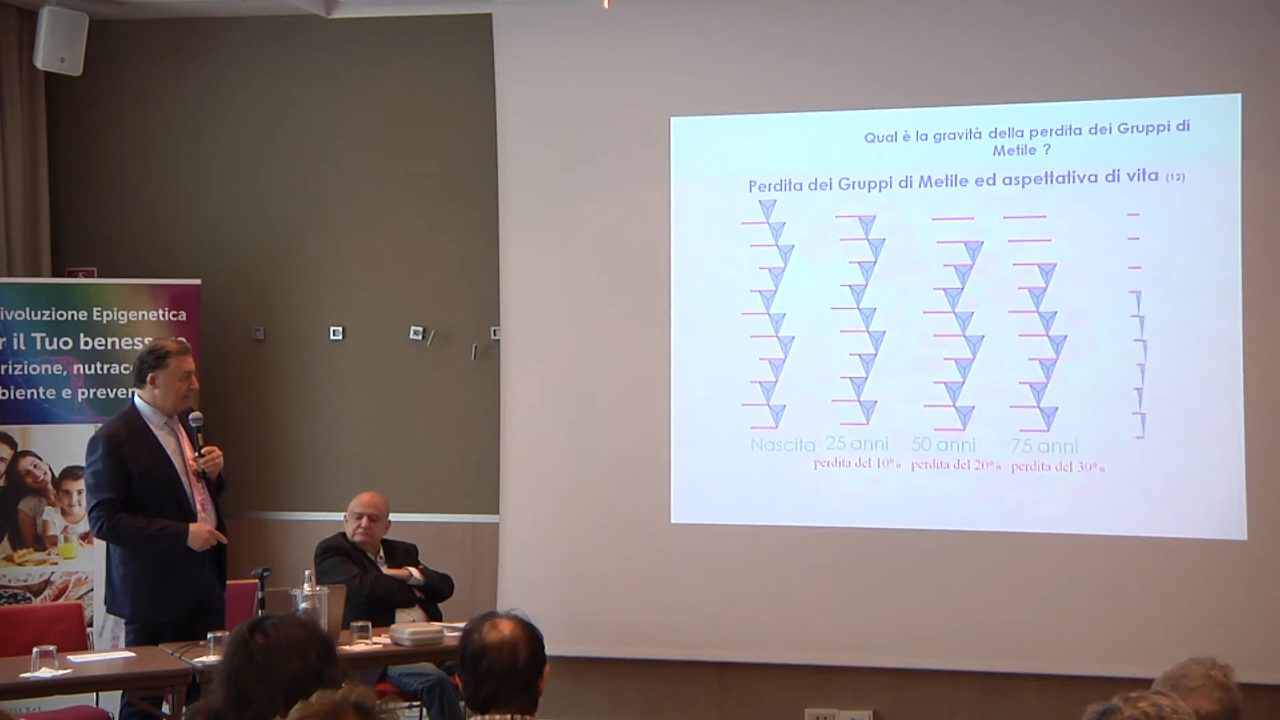 ivoluzione Epigenetica
r il Tuo beness
rizione, nutrac
biente e preven
Qual è la gravità della perdita dei Gruppi di
Metile ?
Perdita dei Gruppi di Metile ed aspettativa di vita (12)
Nascita 25 anni 50 anni 75 anni
perdita del 10% perdita del 20% perdita del 30%